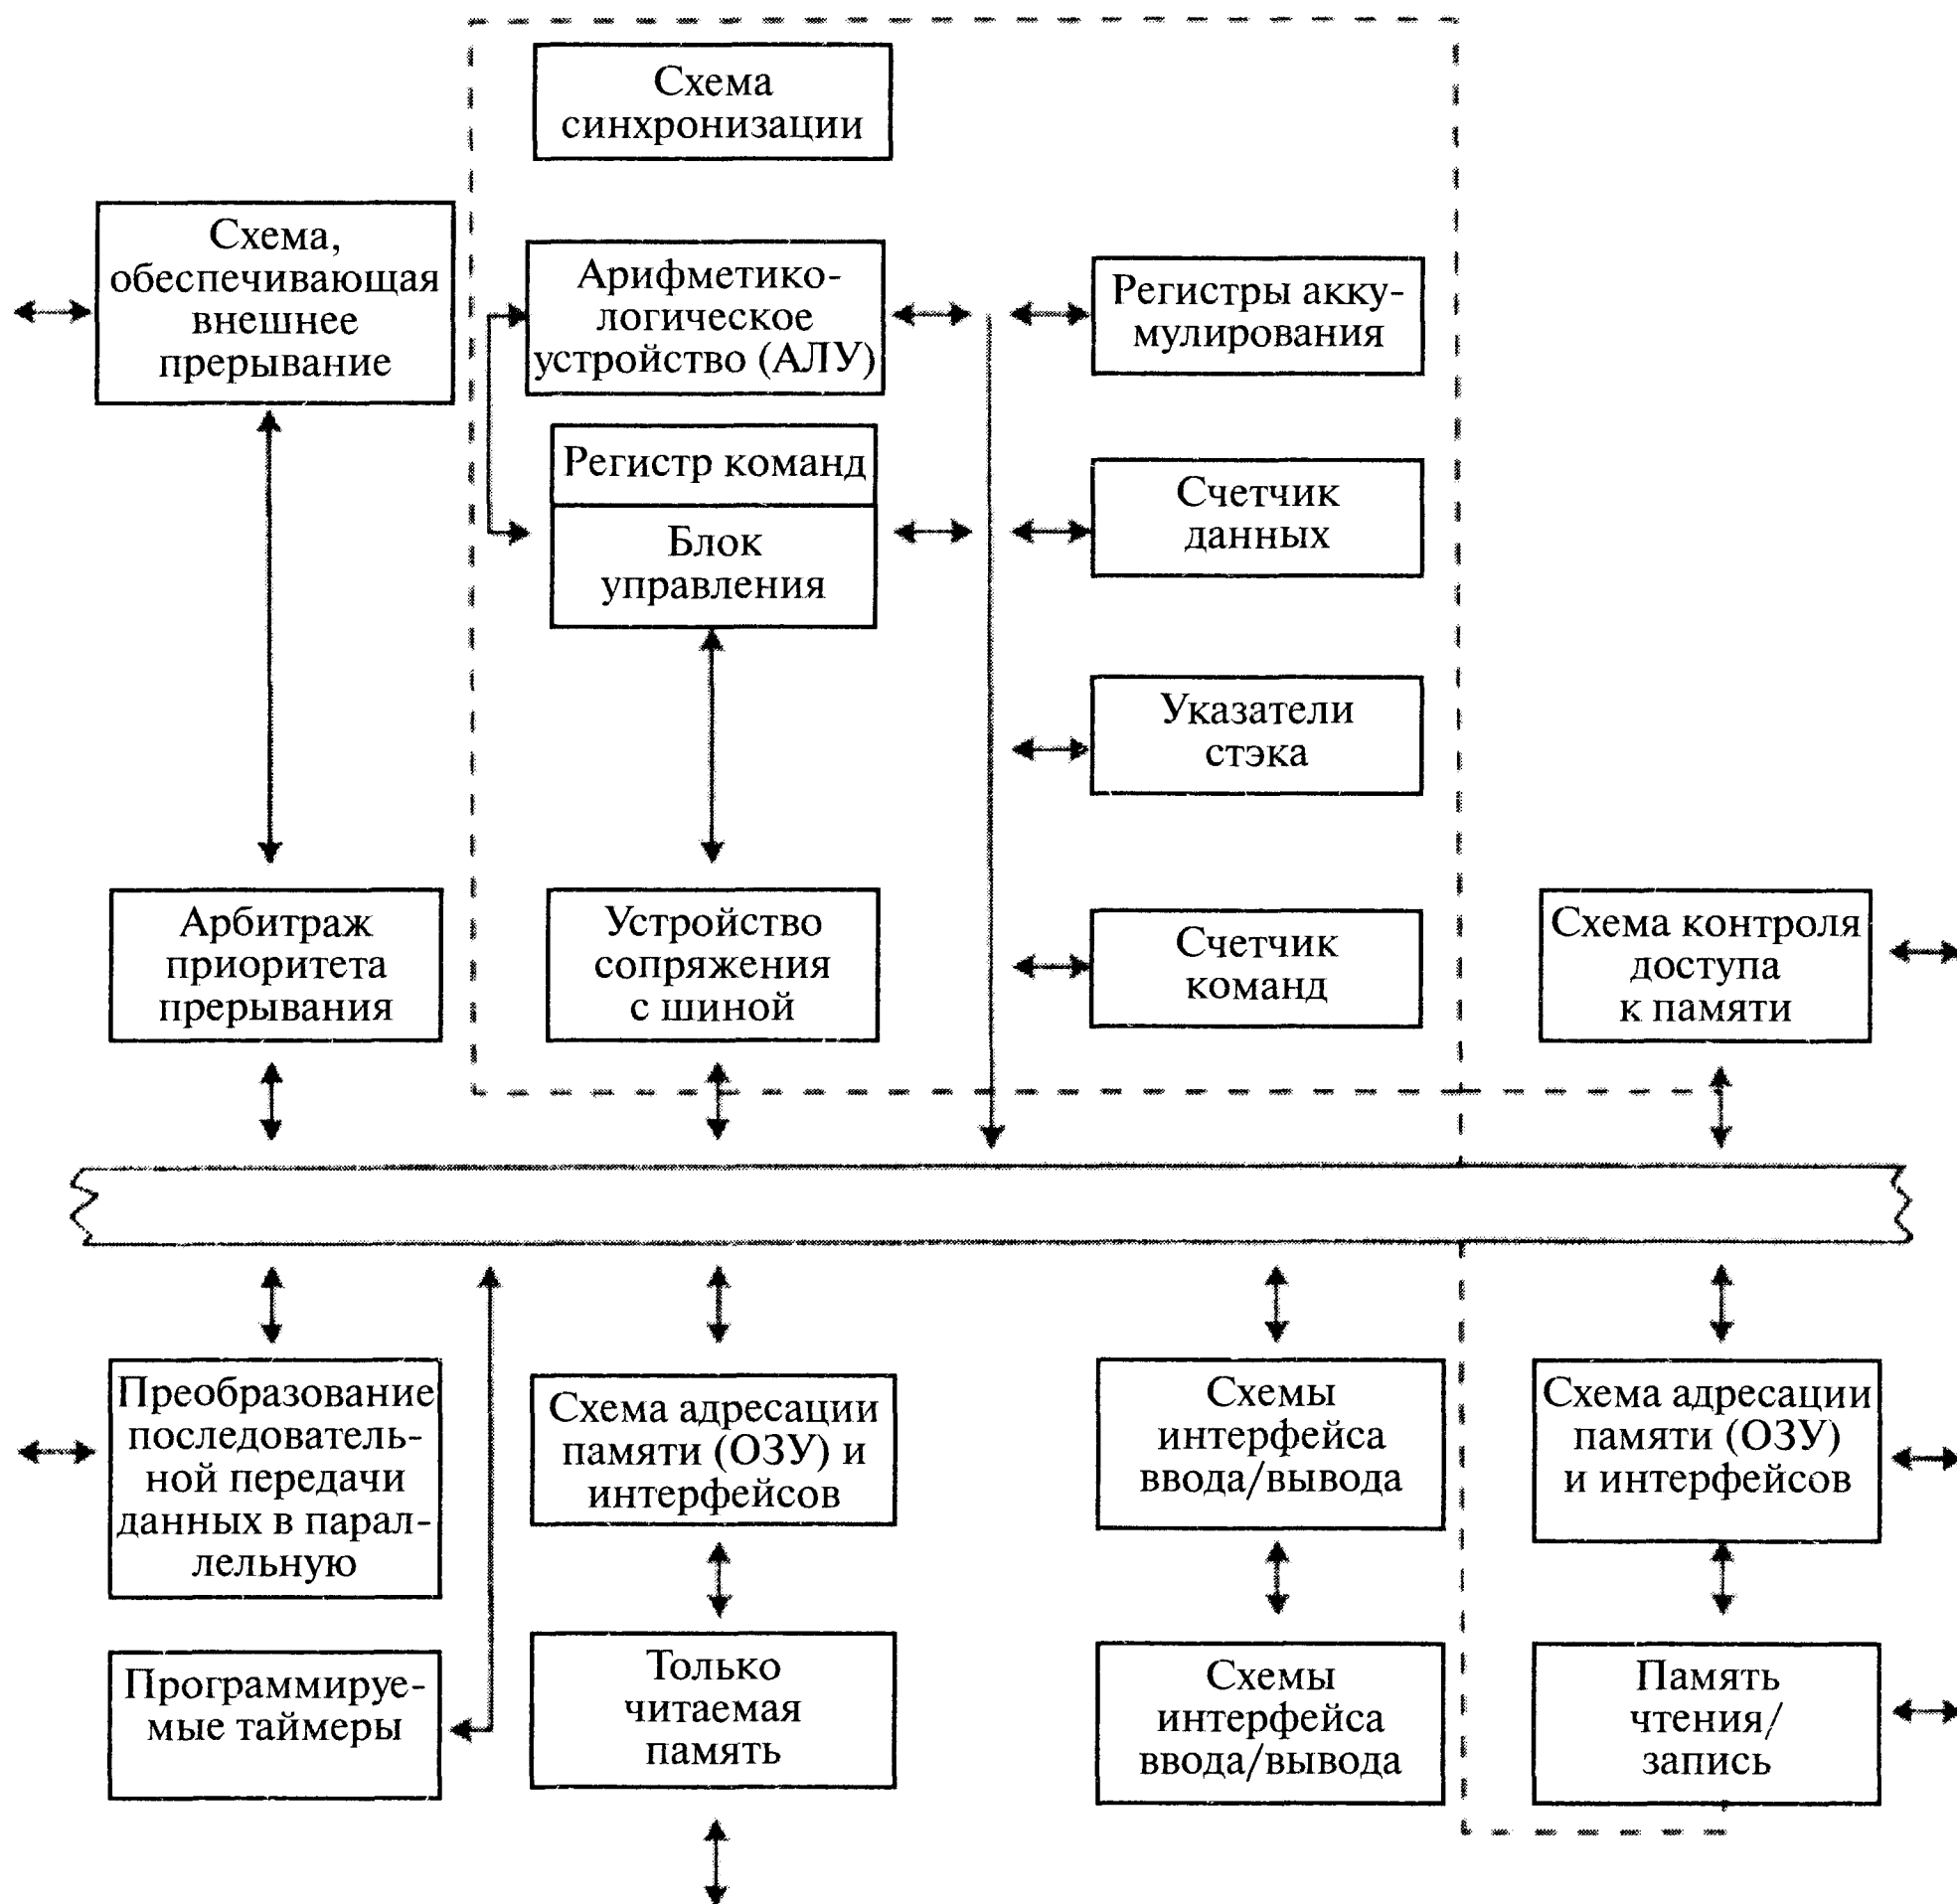 Схема
синхронизации
Схема,
обеспечивающая
внешнее
прерывание
Арифметико-
логическое
устройство (АЛУ)
Регистры акку-
мулирования
Регистр команд
Блок
управления
Счетчик
данных
Указатели
стэка
Арбитраж
приоритета
прерывания
Устройство
сопряжения
с шиной
Счетчик
команд
Схема контроля
доступа
к памяти
Преобразование
последователь-
ной передачи
данных в парал-
лельную
Схема адресации
памяти (ОЗУ) и
интерфейсов
Схемы
интерфейса
ввода/вывода
Схема адресации
памяти (ОЗУ)
и интерфейсов
Программируе-
мые таймеры
Только
читаемая
память
Схемы
интерфейса
ввода/вывода
Память
чтения/
запись